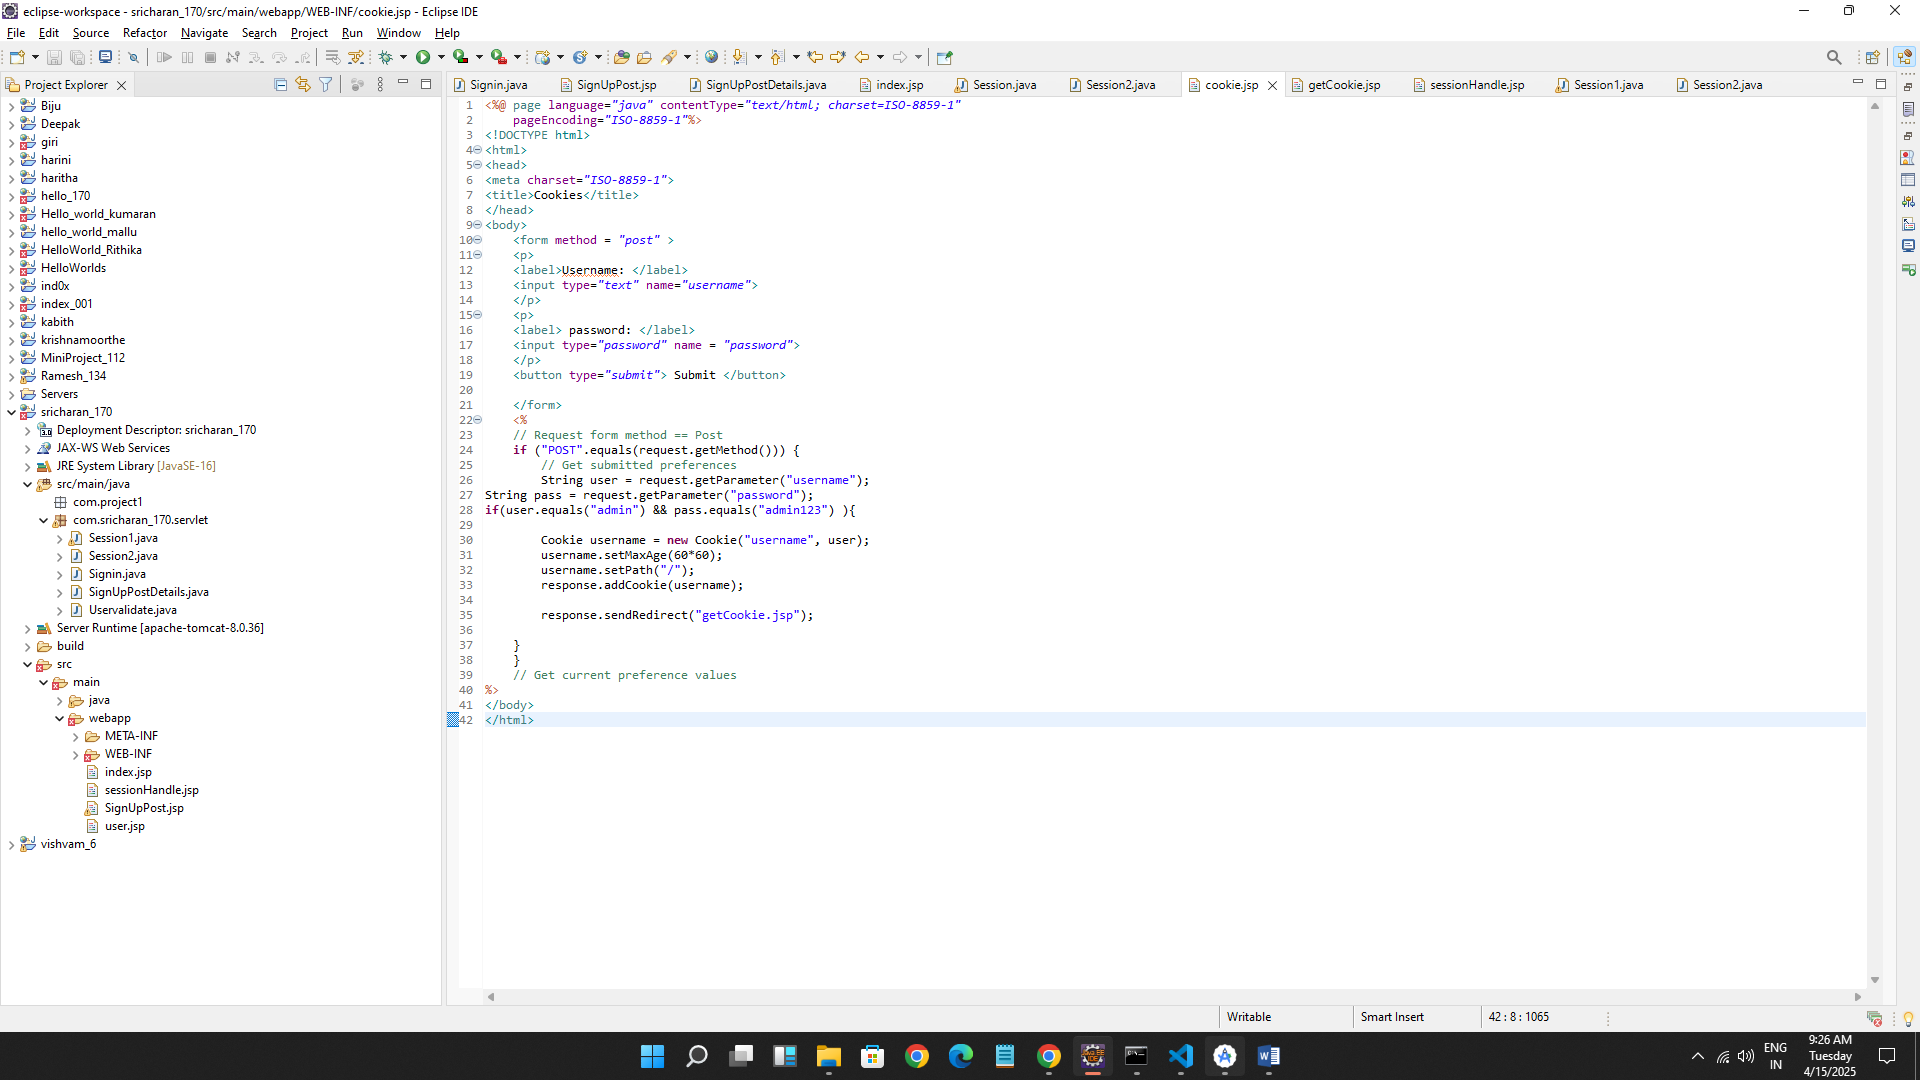 eclipse-workspace - sricharan_170/src/main/webapp/WEB-INF/cookie.jsp - Eclipse IDE
File Edit Source Refactor Navigate Search Project Run Window Help
Project Explorer
Signin.java SignUpPost.jsp SignUpPostDetails.java index.jsp Session.java Session2.java cookie.jsp getCookie.jsp sessionHandle.jsp Session1.java Session2.java
Biju
Deepak
giri
harini
haritha
hello_170
Hello_world_kumaran
hello_world_mallu
HelloWorld_Rithika
HelloWorlds
ind0x
index_001
kabith
krishnamoorthe
MiniProject_112
Ramesh_134
Servers
sricharan_170
Deployment Descriptor: sricharan_170
JAX-WS Web Services
JRE System Library [JavaSE-16]
src/main/java
com.project1
com.sricharan_170.servlet
Session1.java
Session2.java
Signin.java
SignUpPostDetails.java
Uservalidate.java
Server Runtime [apache-tomcat-8.0.36]
build
src
main
java
webapp
META-INF
WEB-INF
index.jsp
sessionHandle.jsp
SignUpPost.jsp
user.jsp
vishvam_6
1 <%@ page language="java" contentType="text/html; charset=ISO-8859-1"
2     pageEncoding="ISO-8859-1"%>
3 <!DOCTYPE html>
4 <html>
5 <head>
6 <meta charset="ISO-8859-1">
7 <title>Cookies</title>
8 </head>
9 <body>
10     <form method = "post" >
11     <p>
12     <label>Username: </label>
13     <input type="text" name="username">
14     </p>
15     <p>
16     <label> password: </label>
17     <input type="password" name = "password">
18     </p>
19     <button type="submit"> Submit </button>
20
21     </form>
22     <%
23     // Request form method == Post
24     if ("POST".equals(request.getMethod())) {
25         // Get submitted preferences
26         String user = request.getParameter("username");
27 String pass = request.getParameter("password");
28 if(user.equals("admin") && pass.equals("admin123") ){
29
30         Cookie username = new Cookie("username", user);
31         username.setMaxAge(60*60);
32         username.setPath("/");
33         response.addCookie(username);
34
35         response.sendRedirect("getCookie.jsp");
36
37     }
38     }
39     // Get current preference values
40 %>
41 </body>
42 </html>
Writable Smart Insert 42 : 8 : 1065
ENG
IN
9:26 AM
Tuesday
4/15/2025